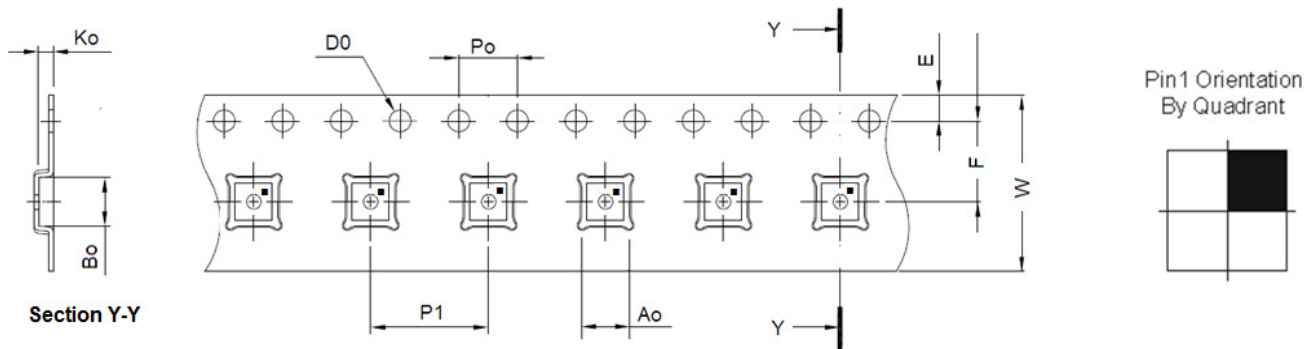 Ko
D0
Po
Y
E
Pin1 Orientation
By Quadrant
F
W
Bo
Section Y-Y
P1
Ao
Y